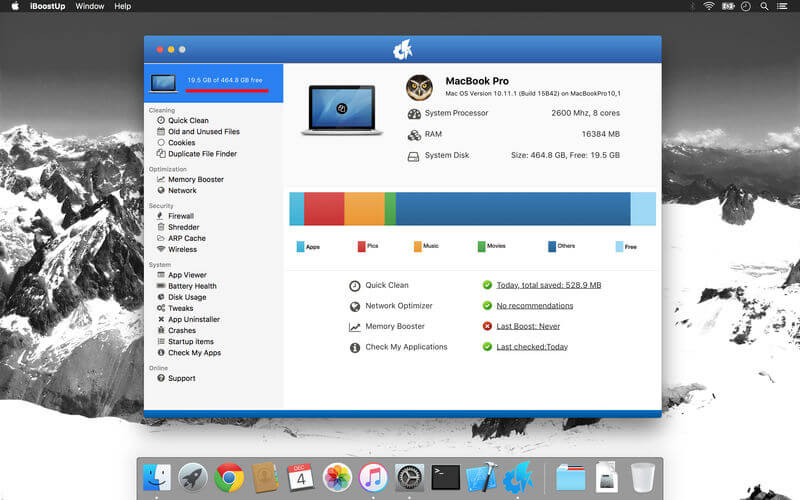 iBoostUp Window Help
19.5 GB of 464.8 GB free
Cleaning
Quick Clean
Old and Unused Files
Cookies
Duplicate File Finder
Optimization
Memory Booster
Network
Security
Firewall
Shredder
ARP Cache
Wireless
System
App Viewer
Battery Health
Disk Usage
Tweaks
App Uninstaller
Crashes
Startup items
Check My Apps
Online
Support
MacBook Pro
Mac OS Version 10.11.1 (Build 15B42) on MacBookPro10,1
System Processor 2600 Mhz, 8 cores
RAM 16384 MB
System Disk Size: 464.8 GB, Free: 19.5 GB
Apps Pics Music Movies Others Free
Quick Clean Today, total saved: 528.9 MB
Network Optimizer No recommendations
Memory Booster Last Boost: Never
Check My Applications Last checked:Today
DEC
4